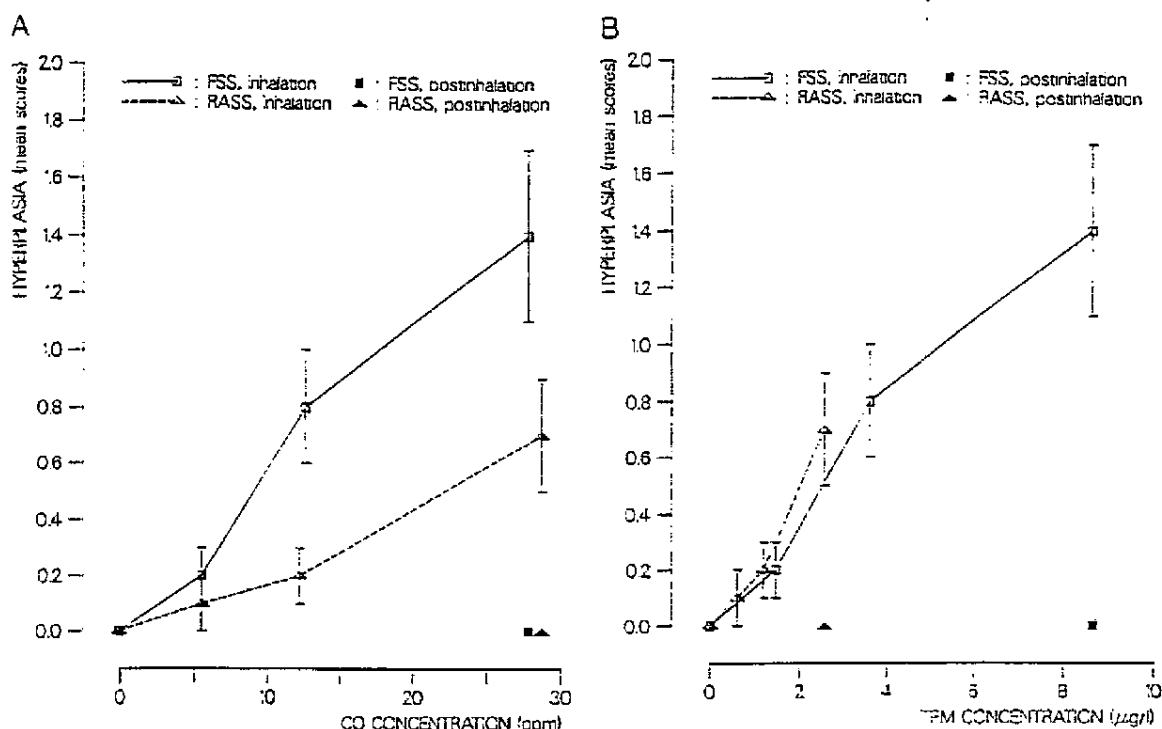 A
HYPERPLASIA (mean scores)
2.0
1.8
1.6
1.4
1.2
1.0
0.8
0.6
0.4
0.2
0.0
: FSS, inhalation
: FSS, postinhalation
: RASS, inhalation
: RASS, postinhalation
0
10
20
30
CO CONCENTRATION (ppm)
B
HYPERPLASIA (mean scores)
2.0
1.8
1.6
1.4
1.2
1.0
0.8
0.6
0.4
0.2
0.0
: FSS, inhalation
: FSS, postinhalation
: RASS, inhalation
: RASS, postinhalation
0
2
4
6
8
10
TPM CONCENTRATION (µg/l)